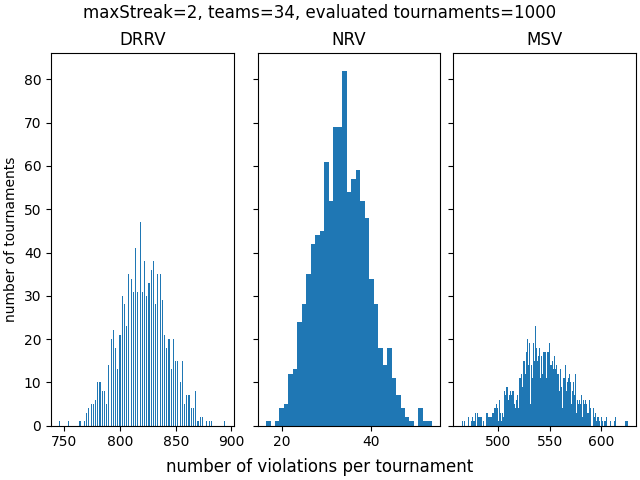 maxStreak=2, teams=34, evaluated tournaments=1000
DRRV NRV MSV
number of tournaments
80
70
60
50
40
30
20
10
0
750 800 850 900 20 40 500 550 600
number of violations per tournament